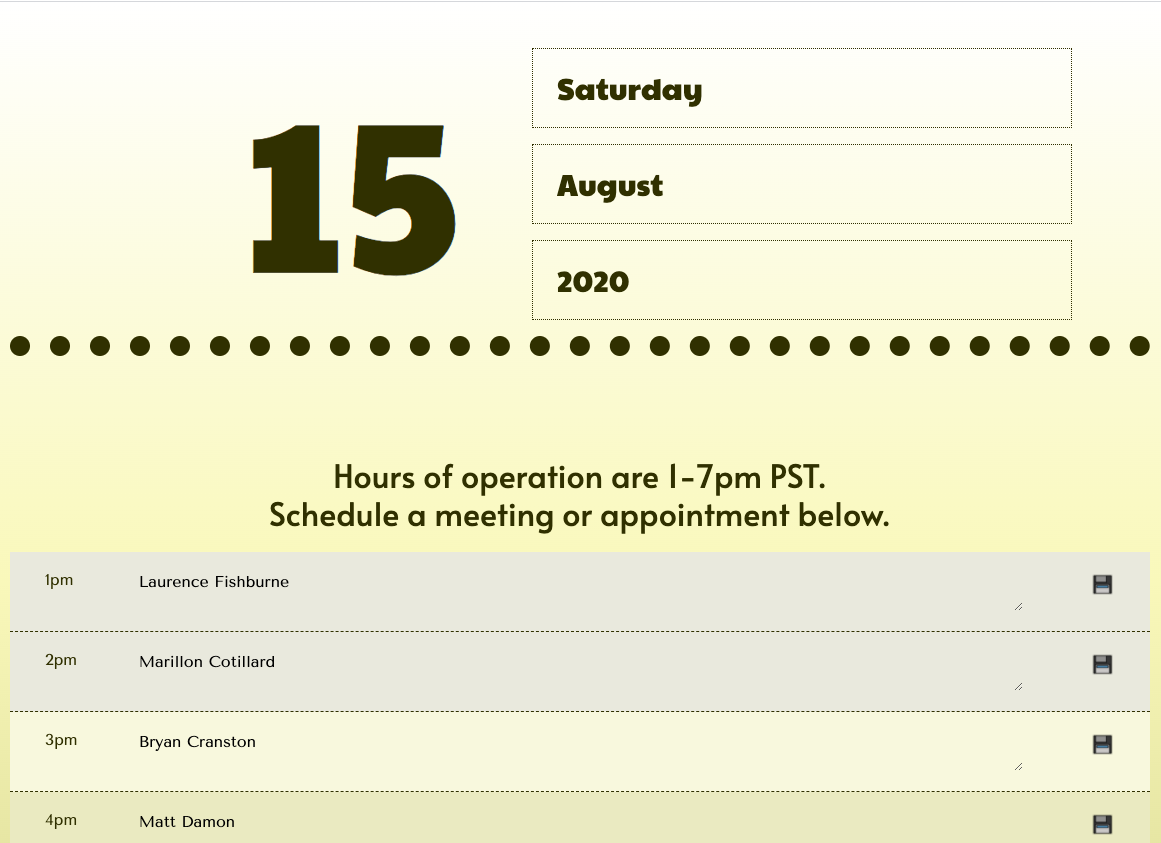 15
Saturday
August
2020
Hours of operation are 1-7pm PST.
Schedule a meeting or appointment below.
1pm Laurence Fishburne
2pm Marillon Cotillard
3pm Bryan Cranston
4pm Matt Damon